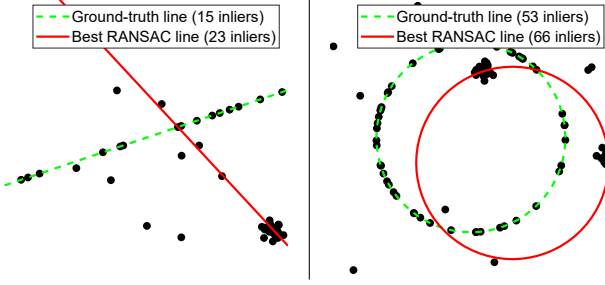 Ground-truth line (15 inliers)
Best RANSAC line (23 inliers)
Ground-truth line (53 inliers)
Best RANSAC line (66 inliers)